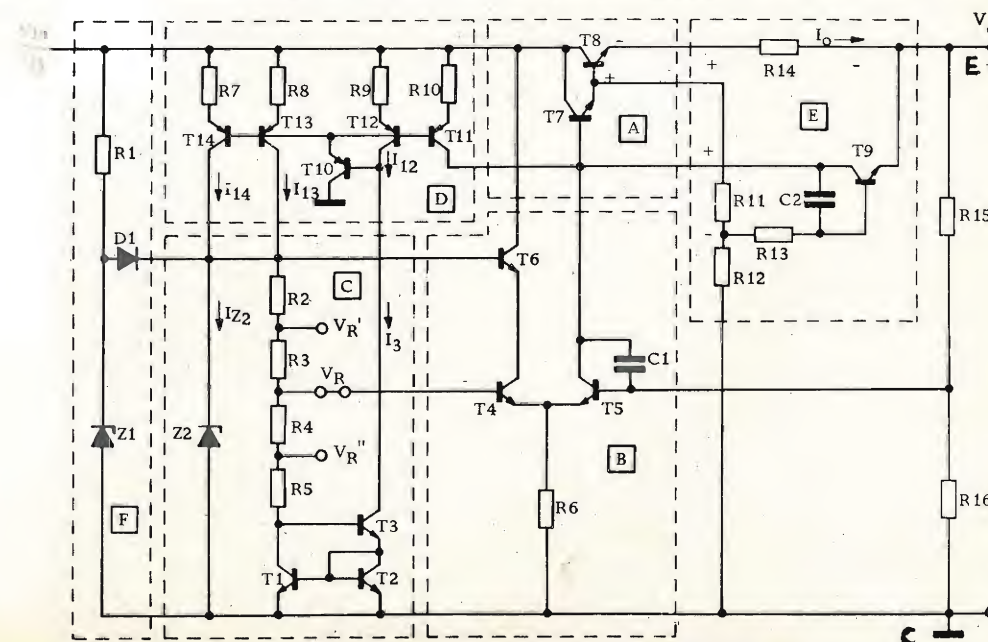 V
T8 - I₀ →
E
R14
+ + -
R7 R8 R9 R10
T7
A
E
T14 T13 T12 T11
T9
R1
T10 I12
+
I14 I13
D
R11 C2
R15
D1
T6
- R13
R2 C
R12
IZ2 VR' I3
R3
C1
VR
T4 T5
R4
Z1 Z2
VR''
B
R5
R6
R16
F
T3
T1 T2
C